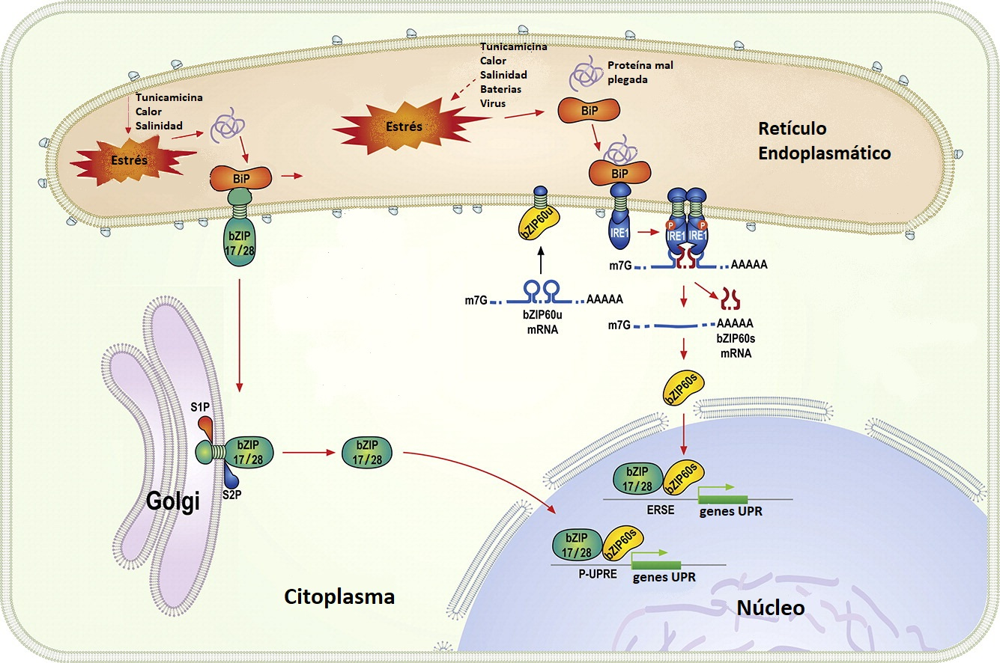 Tunicamicina
Calor
Salinidad
Estrés
BiP
bZIP
17/28
Tunicamicina
Calor
Salinidad
Baterias
Virus
Estrés
Proteína mal
plegada
BiP
BiP
Retículo
Endoplasmático
bZIP60u
IRE1
P
P
IRE1
IRE1
m7G
AAAAA
m7G
AAAAA
bZIP60u
mRNA
m7G
AAAAA
bZIP60s
mRNA
bZIP60s
S1P
bZIP
17/28
S2P
Golgi
bZIP
17/28
bZIP
17/28
bZIP60s
ERSE
genes UPR
bZIP
17/28
bZIP60s
P-UPRE
genes UPR
Citoplasma
Núcleo